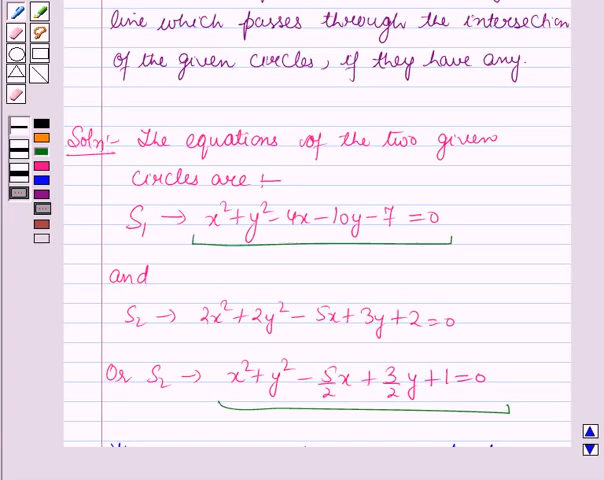 line which passes through the intersection
of the given circles, if they have any.
Soln:- The equations of the two given
circles are :-
S₁ → x²+y²-4x-10y-7=0
and
S₂ → 2x²+2y²-5x+3y+2=0
Or S₂ → x²+y²-5/2x+3/2y+1=0